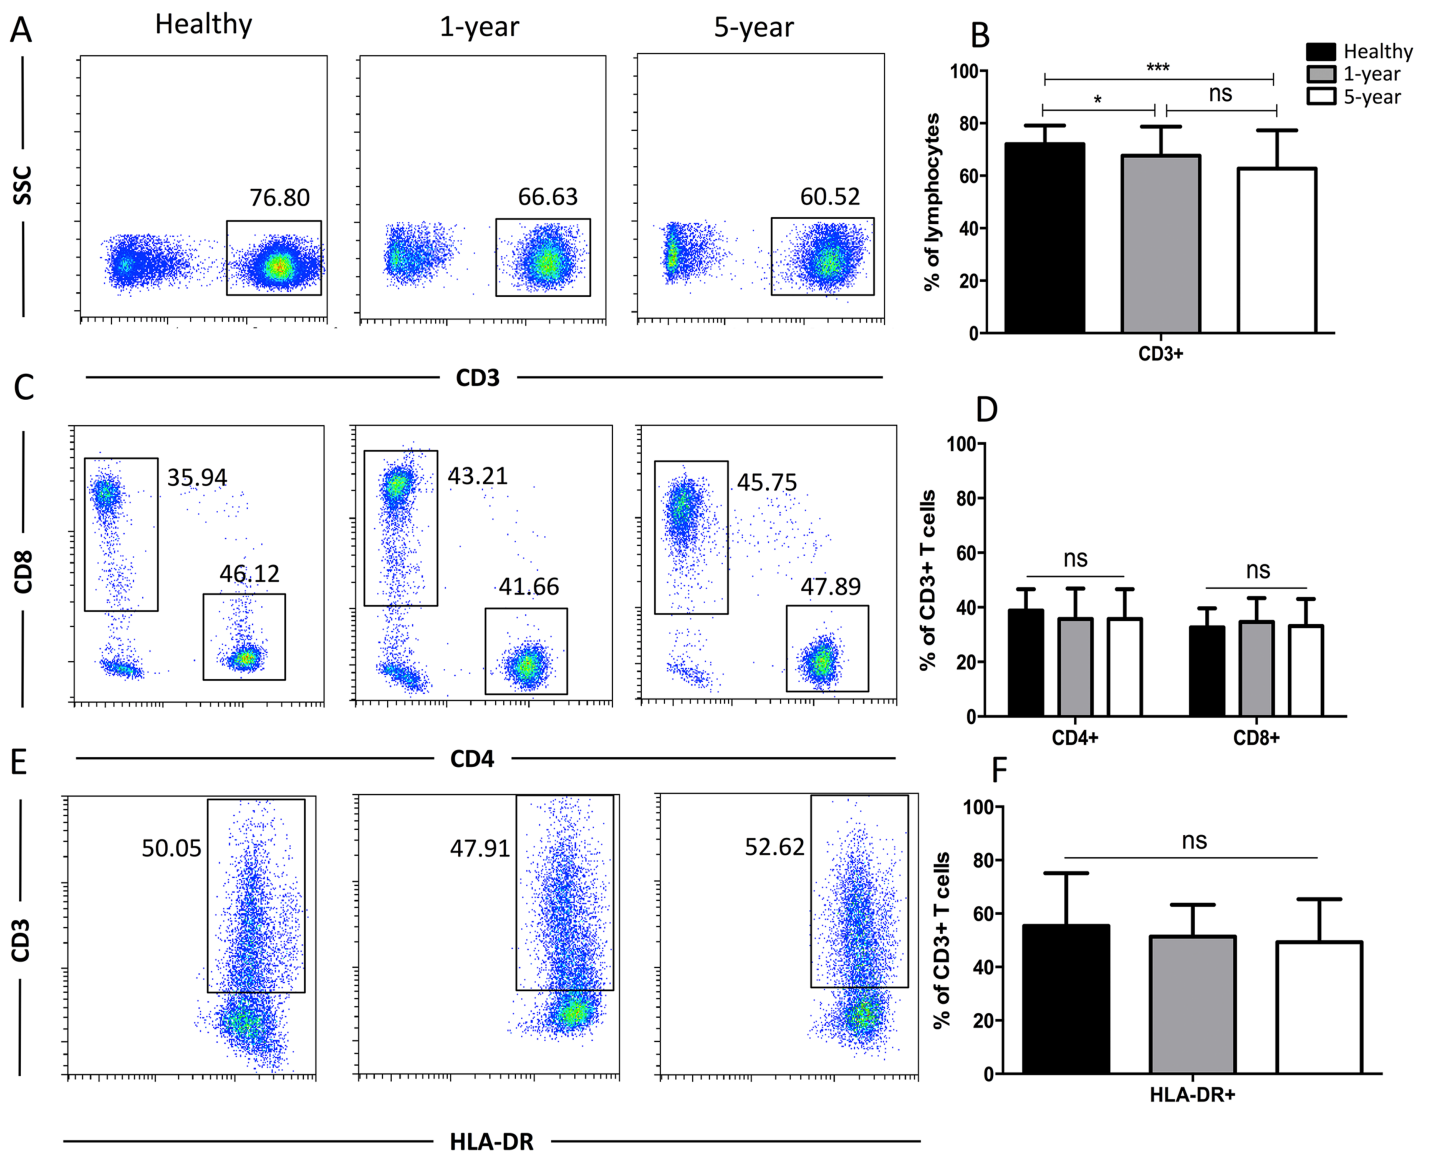 A
Healthy
1-year
5-year
SSC
76.80
66.63
60.52
CD3
B
Healthy
1-year
5-year
% of lymphocytes
100
80
60
40
20
0
***
*
ns
CD3+
C
CD8
35.94
46.12
43.21
41.66
45.75
47.89
CD4
D
% of CD3+ T cells
100
80
60
40
20
0
ns
ns
CD4+
CD8+
E
CD3
50.05
47.91
52.62
HLA-DR
F
% of CD3+ T cells
100
80
60
40
20
0
ns
HLA-DR+